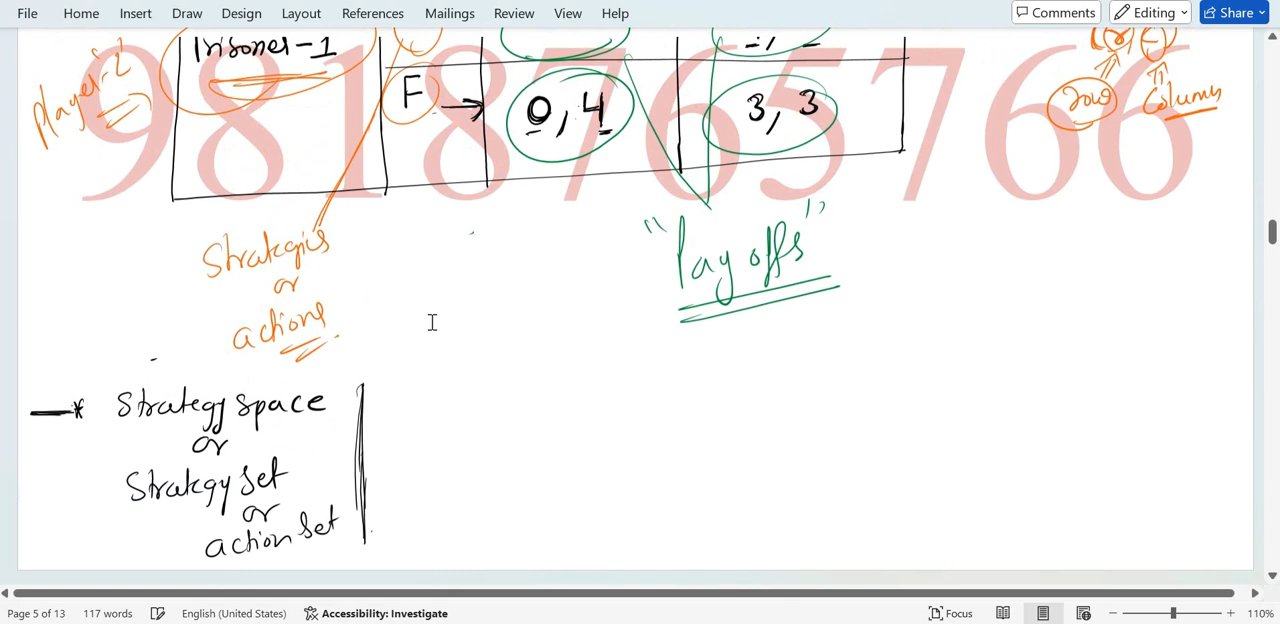 File Home Insert Draw Design Layout References Mailings Review View Help Comments Editing Share
Prisoner-1
F → 0, 4 3, 3
Player-2
row column
9818765766
Strategies
or
actions
"Pay offs"
Strategy space
or
Strategy Set
or
action Set
Page 5 of 13 117 words English (United States) Accessibility: Investigate Focus 110%